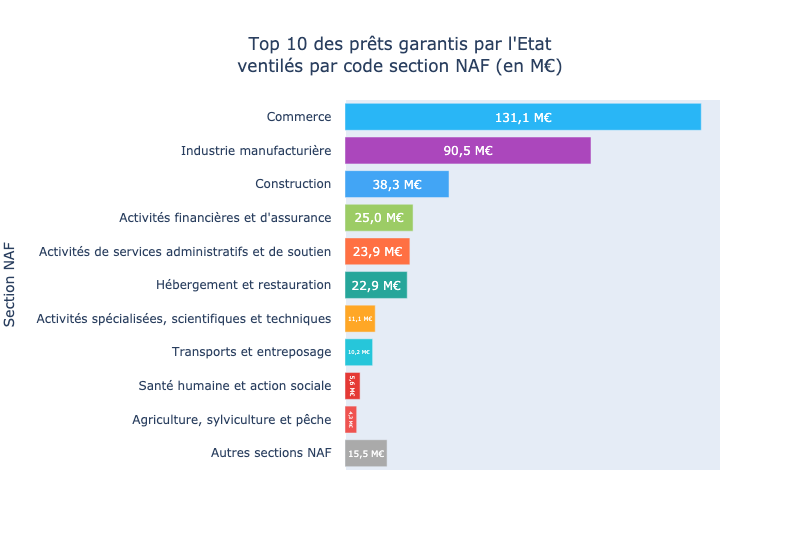 Top 10 des prêts garantis par l'Etat
ventilés par code section NAF (en M€)
Section NAF
Commerce 131,1 M€
Industrie manufacturière 90,5 M€
Construction 38,3 M€
Activités financières et d'assurance 25,0 M€
Activités de services administratifs et de soutien 23,9 M€
Hébergement et restauration 22,9 M€
Activités spécialisées, scientifiques et techniques 11,1 M€
Transports et entreposage 10,2 M€
Santé humaine et action sociale 5,6 M€
Agriculture, sylviculture et pêche 4,3 M€
Autres sections NAF 15,5 M€